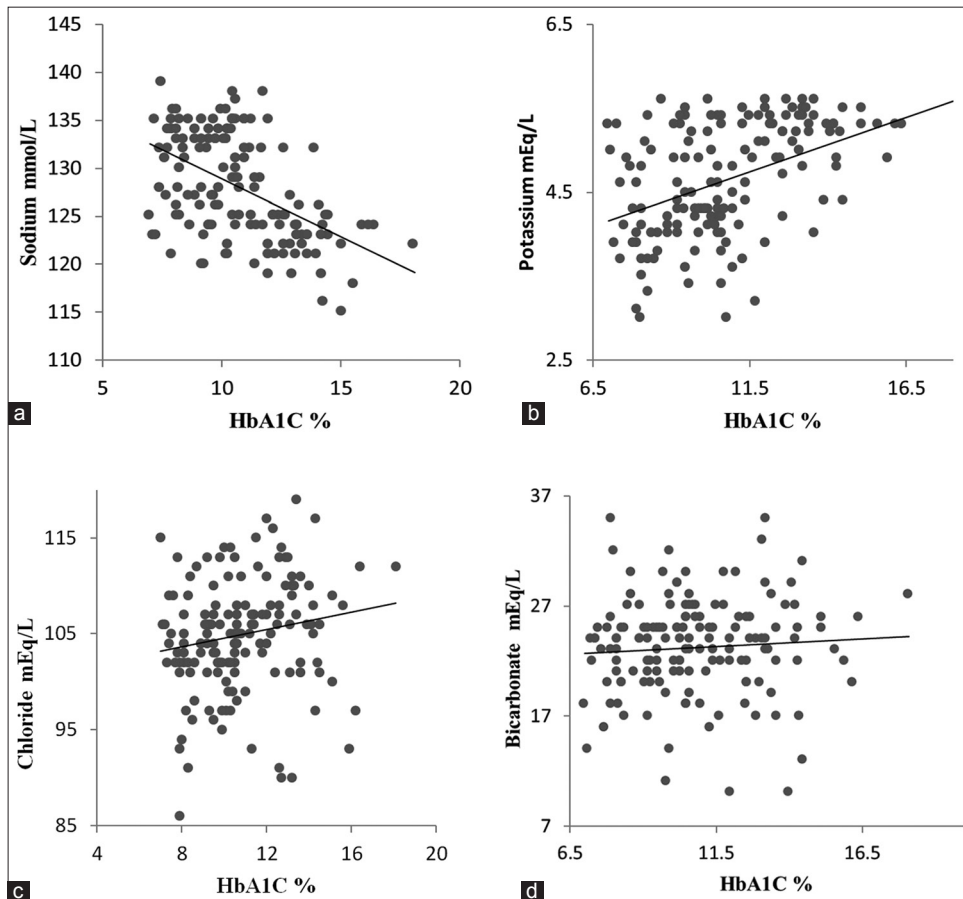 145
140
135
130
125
120
115
110
Sodium mmol/L
5
10
15
20
HbA1C %
a
6.5
4.5
2.5
Potassium mEq/L
6.5
11.5
16.5
HbA1C %
b
115
105
95
85
Chloride mEq/L
4
8
12
16
20
HbA1C %
c
37
27
17
7
Bicarbonate mEq/L
6.5
11.5
16.5
HbA1C %
d